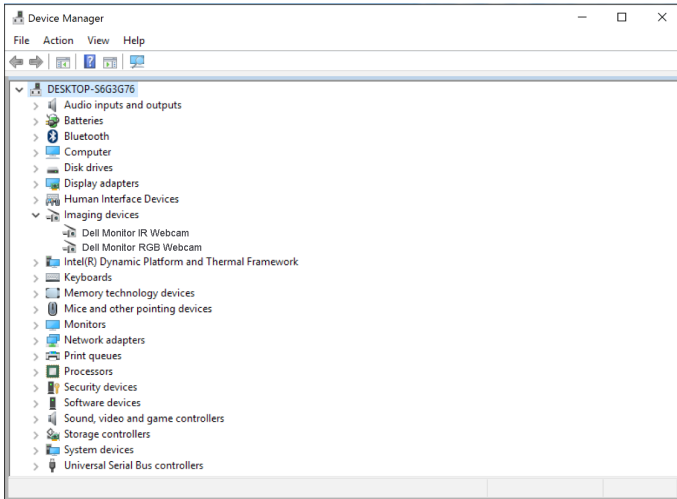 Device Manager
File Action View Help
DESKTOP-S6G3G76
Audio inputs and outputs
Batteries
Bluetooth
Computer
Disk drives
Display adapters
Human Interface Devices
Imaging devices
Dell Monitor IR Webcam
Dell Monitor RGB Webcam
Intel(R) Dynamic Platform and Thermal Framework
Keyboards
Memory technology devices
Mice and other pointing devices
Monitors
Network adapters
Print queues
Processors
Security devices
Software devices
Sound, video and game controllers
Storage controllers
System devices
Universal Serial Bus controllers